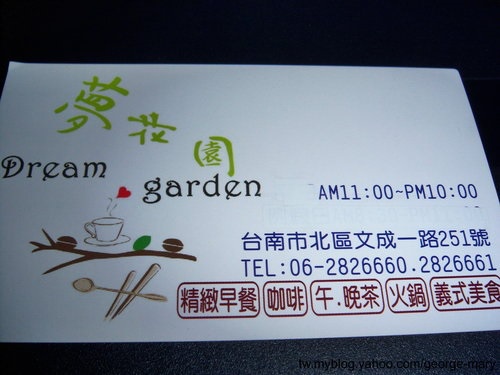 夢花園
Dream
garden
AM11:00~PM10:00
台南市北區文成一路251號
TEL:06-2826660.2826661
精緻早餐 咖啡 午.晚茶 火鍋 義式美食
tw.myblog.yahoo.com/george-mary